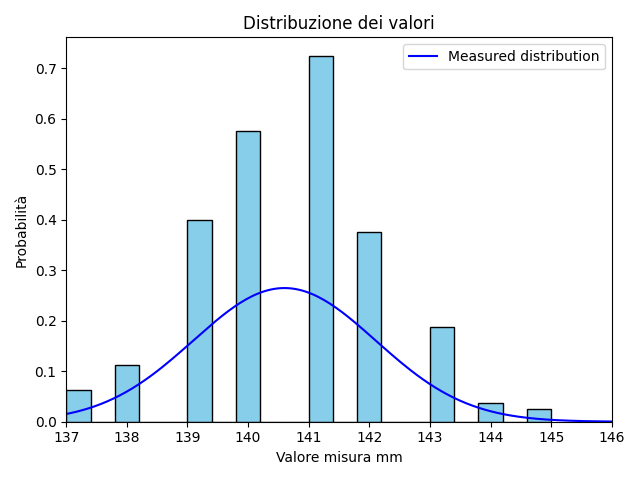 Distribuzione dei valori
Measured distribution
0.7
0.6
0.5
0.4
0.3
0.2
0.1
0.0
Probabilità
137 138 139 140 141 142 143 144 145 146
Valore misura mm